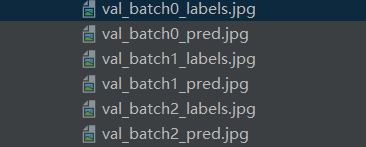 val_batch0_labels.jpg
val_batch0_pred.jpg
val_batch1_labels.jpg
val_batch1_pred.jpg
val_batch2_labels.jpg
val_batch2_pred.jpg